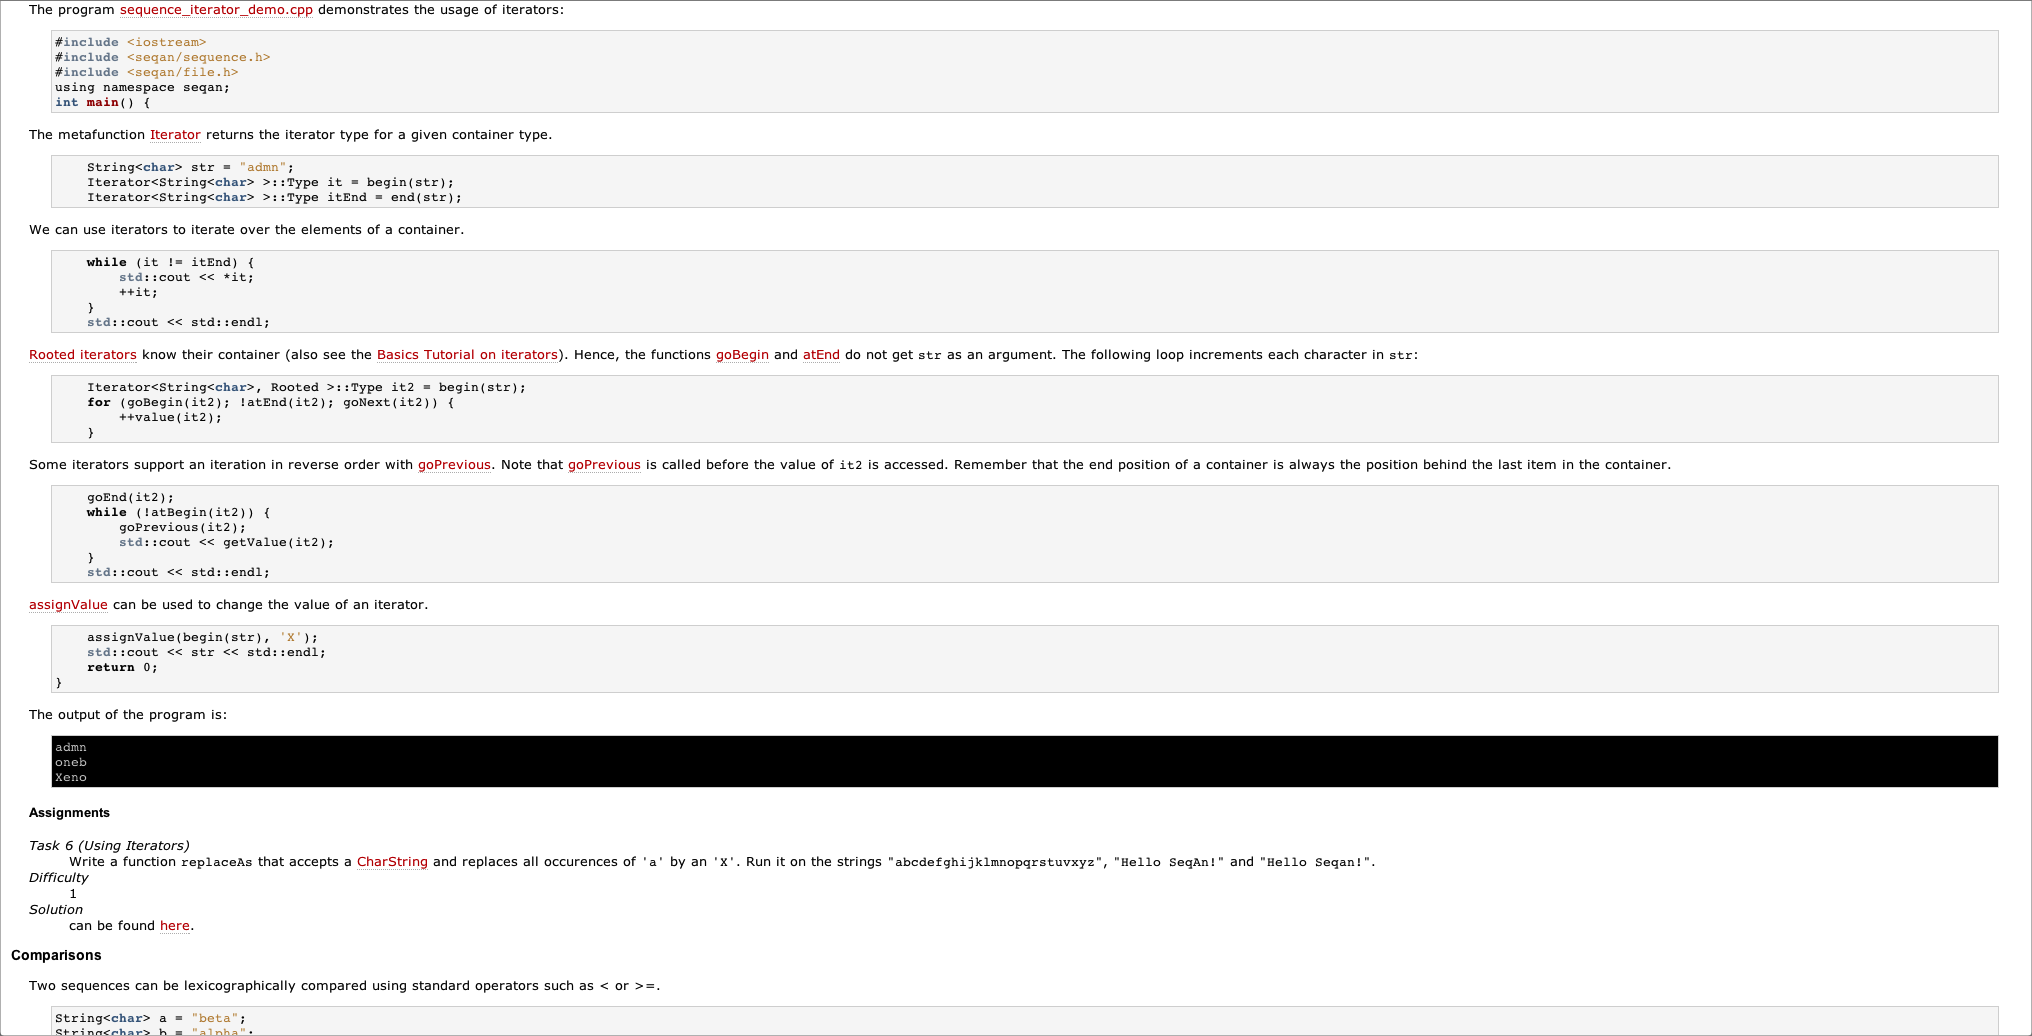 The program sequence_iterator_demo.cpp demonstrates the usage of iterators:
#include <iostream>
#include <seqan/sequence.h>
#include <seqan/file.h>
using namespace seqan;
int main() {
The metafunction Iterator returns the iterator type for a given container type.
    String<char> str = "admn";
    Iterator<String<char> >::Type it = begin(str);
    Iterator<String<char> >::Type itEnd = end(str);
We can use iterators to iterate over the elements of a container.
    while (it != itEnd) {
        std::cout << *it;
        ++it;
    }
    std::cout << std::endl;
Rooted iterators know their container (also see the Basics Tutorial on iterators). Hence, the functions goBegin and atEnd do not get str as an argument. The following loop increments each character in str:
    Iterator<String<char>, Rooted >::Type it2 = begin(str);
    for (goBegin(it2); !atEnd(it2); goNext(it2)) {
        ++value(it2);
    }
Some iterators support an iteration in reverse order with goPrevious. Note that goPrevious is called before the value of it2 is accessed. Remember that the end position of a container is always the position behind the last item in the container.
    goEnd(it2);
    while (!atBegin(it2)) {
        goPrevious(it2);
        std::cout << getValue(it2);
    }
    std::cout << std::endl;
assignValue can be used to change the value of an iterator.
    assignValue(begin(str), 'X');
    std::cout << str << std::endl;
    return 0;
}
The output of the program is:
admn
oneb
Xeno
Assignments
Task 6 (Using Iterators)
Write a function replaceAs that accepts a CharString and replaces all occurences of 'a' by an 'X'. Run it on the strings "abcdefghijklmnopqrstuvxyz", "Hello SeqAn!" and "Hello Seqan!".
Difficulty
1
Solution
can be found here.
Comparisons
Two sequences can be lexicographically compared using standard operators such as < or >=.
String<char> a = "beta";
String<char> b = "alpha";